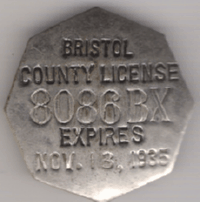 BRISTOL
COUNTY LICENSE
8086BX
EXPIRES
NOV. 13, 1935